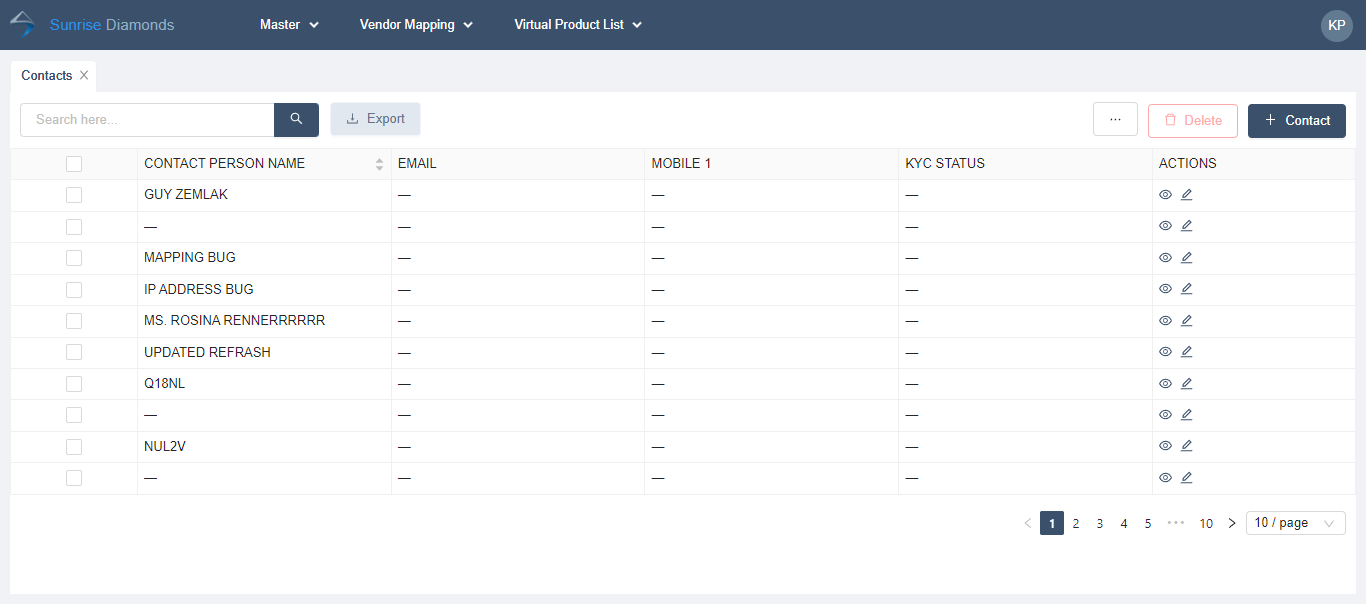 Sunrise Diamonds Master Vendor Mapping Virtual Product List KP
Contacts
Search here... Export ... Delete + Contact
CONTACT PERSON NAME EMAIL MOBILE 1 KYC STATUS ACTIONS
GUY ZEMLAK — — —
— — — —
MAPPING BUG — — —
IP ADDRESS BUG — — —
MS. ROSINA RENNERRRRRR — — —
UPDATED REFRASH — — —
Q18NL — — —
— — — —
NUL2V — — —
— — — —
< 1 2 3 4 5 ••• 10 > 10 / page